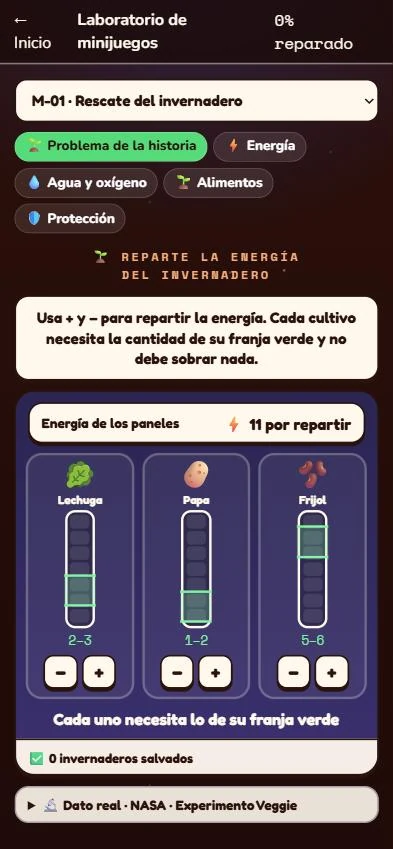 ← Inicio
Laboratorio de minijuegos
0% reparado
M-01 · Rescate del invernadero
Problema de la historia
Energía
Agua y oxígeno
Alimentos
Protección
REPARTE LA ENERGÍA
DEL INVERNADERO
Usa + y – para repartir la energía. Cada cultivo
necesita la cantidad de su franja verde y no
debe sobrar nada.
Energía de los paneles
11 por repartir
Lechuga
Papa
Frijol
2–3
1–2
5–6
– +
– +
– +
Cada uno necesita lo de su franja verde
0 invernaderos salvados
Dato real · NASA · Experimento Veggie